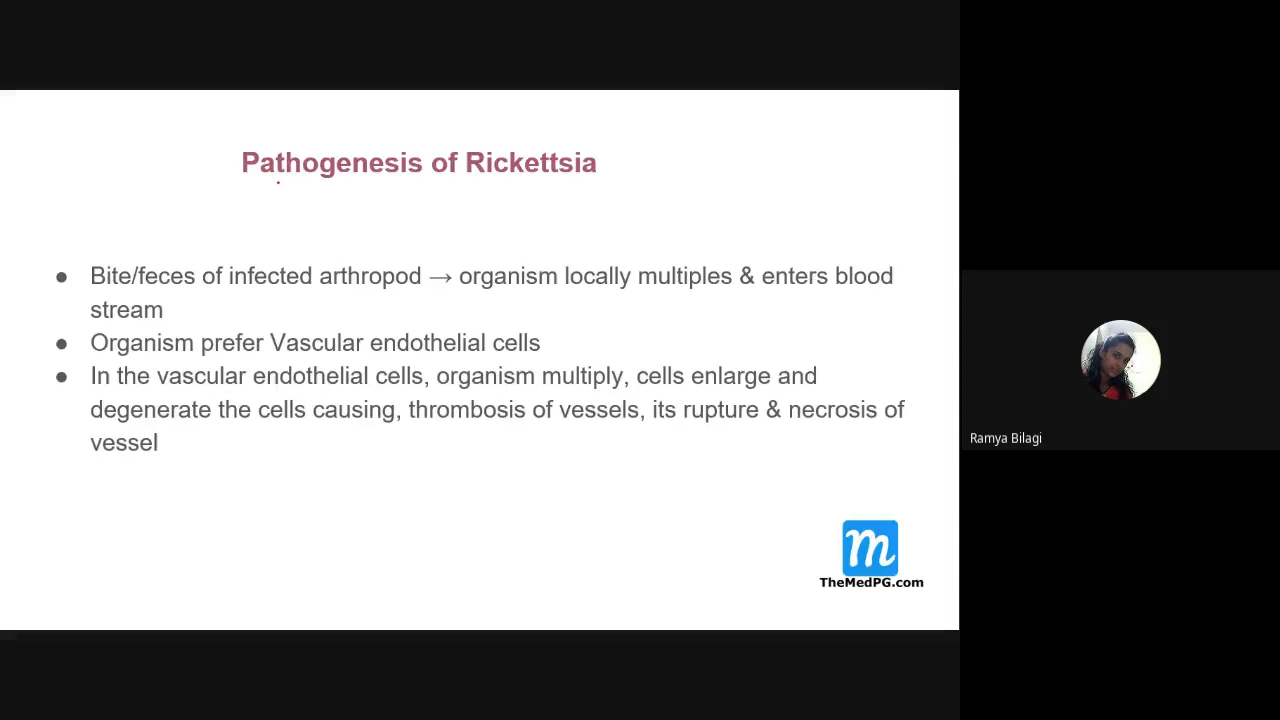 Pathogenesis of Rickettsia
● Bite/feces of infected arthropod → organism locally multiples & enters blood
stream
● Organism prefer Vascular endothelial cells
● In the vascular endothelial cells, organism multiply, cells enlarge and
degenerate the cells causing, thrombosis of vessels, its rupture & necrosis of
vessel
m
TheMedPG.com
Ramya Bilagi